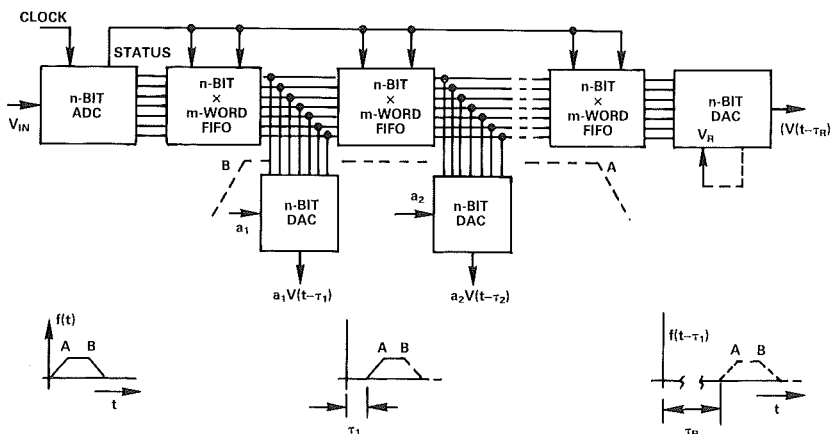 CLOCK
STATUS
n-BIT
ADC
n-BIT
×
m-WORD
FIFO
n-BIT
×
m-WORD
FIFO
n-BIT
×
m-WORD
FIFO
n-BIT
DAC
V_R
V_IN
(V(t-τ_R)
B
A
n-BIT
DAC
a_1
n-BIT
DAC
a_2
a_1V(t-τ_1)
a_2V(t-τ_2)
f(t)
A B
t
A B
τ_1
f(t-τ_1)
A B
t
τ_R